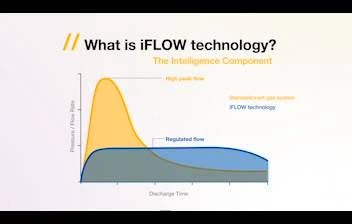 // What is iFLOW technology?
The Intelligence Component
High peak flow
Standard inert gas system
iFLOW technology
Regulated flow
Pressure / Flow Rate
Discharge Time